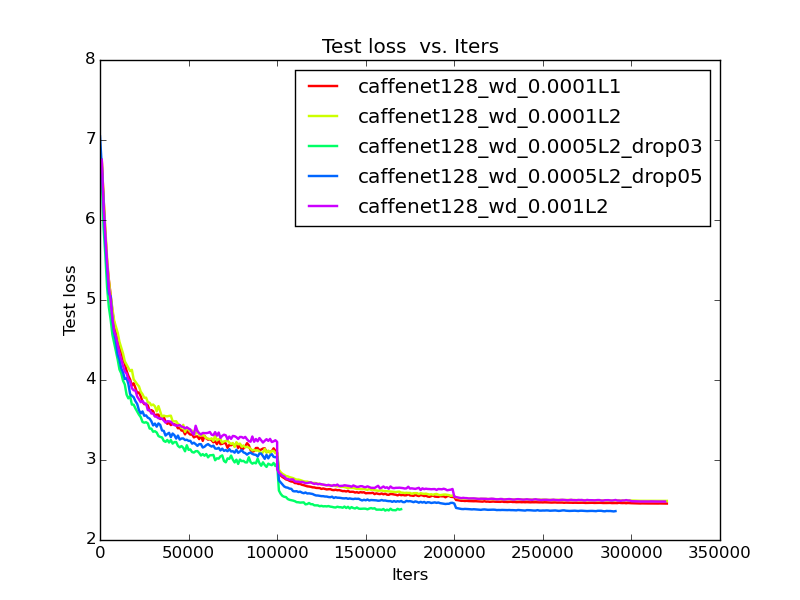 Test loss  vs. Iters
8
7
6
5
4
3
2
Test loss
caffenet128_wd_0.0001L1
caffenet128_wd_0.0001L2
caffenet128_wd_0.0005L2_drop03
caffenet128_wd_0.0005L2_drop05
caffenet128_wd_0.001L2
0 50000 100000 150000 200000 250000 300000 350000
Iters